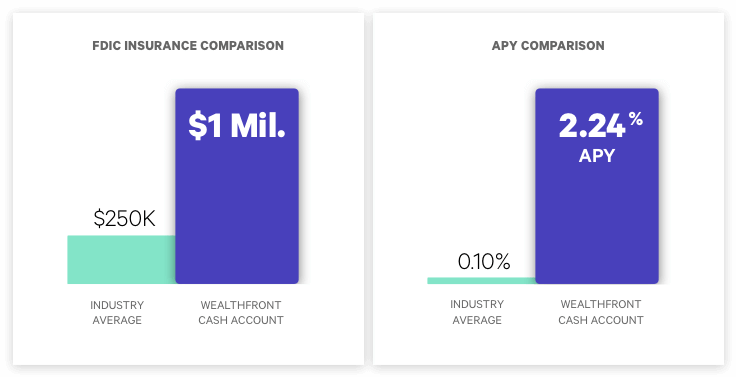 FDIC INSURANCE COMPARISON
$1 Mil.
$250K
INDUSTRY
AVERAGE
WEALTHFRONT
CASH ACCOUNT
APY COMPARISON
2.24%
APY
0.10%
INDUSTRY
AVERAGE
WEALTHFRONT
CASH ACCOUNT